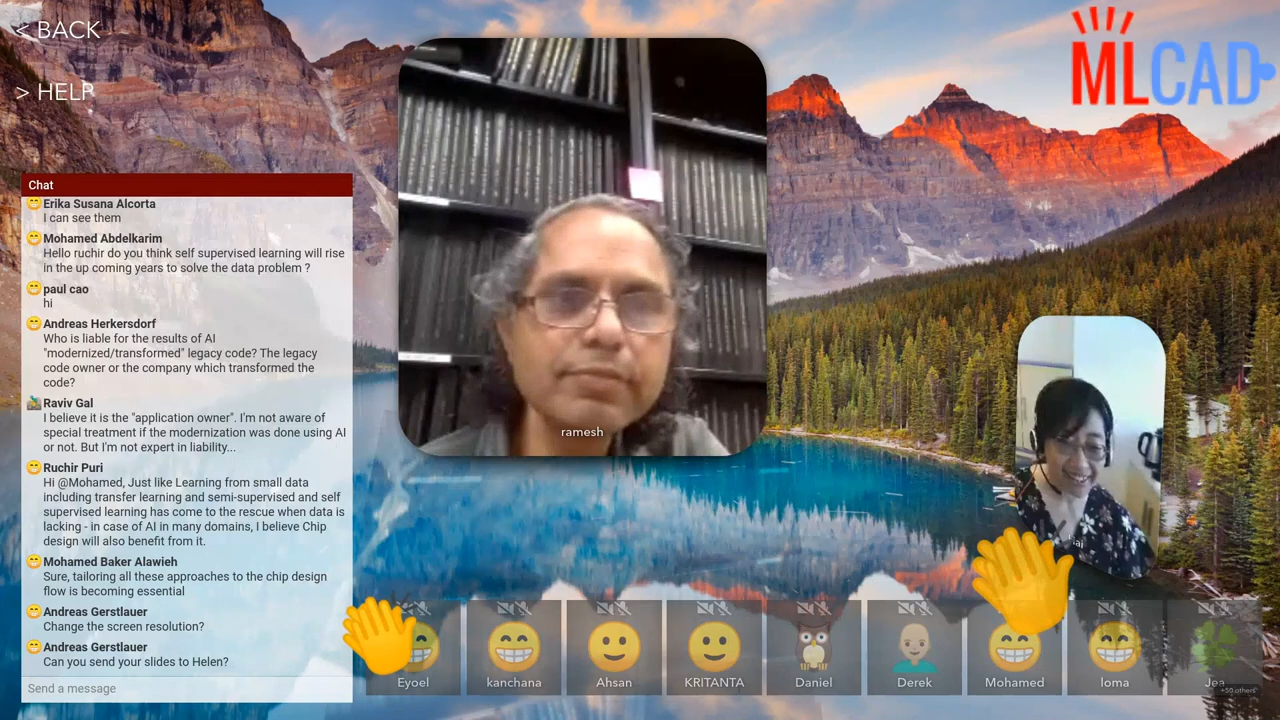 < BACK
> HELP
MLCAD
Chat
Erika Susana Alcorta
I can see them
Mohamed Abdelkarim
Hello ruchir do you think self supervised learning will rise
in the up coming years to solve the data problem ?
paul cao
hi
Andreas Herkersdorf
Who is liable for the results of AI
"modernized/transformed" legacy code? The legacy
code owner or the company which transformed the
code?
Raviv Gal
I believe it is the "application owner". I'm not aware of
special treatment if the modernization was done using AI
or not. But I'm not expert in liability...
Ruchir Puri
Hi @Mohamed, Just like Learning from small data
including transfer learning and semi-supervised and self
supervised learning has come to the rescue when data is
lacking - in case of AI in many domains, I believe Chip
design will also benefit from it.
Mohamed Baker Alawieh
Sure, tailoring all these approaches to the chip design
flow is becoming essential
Andreas Gerstlauer
Change the screen resolution?
Andreas Gerstlauer
Can you send your slides to Helen?
Send a message
ramesh
Eyoel
kanchana
Ahsan
KRITANTA
Daniel
Derek
Mohamed
loma
+50 others